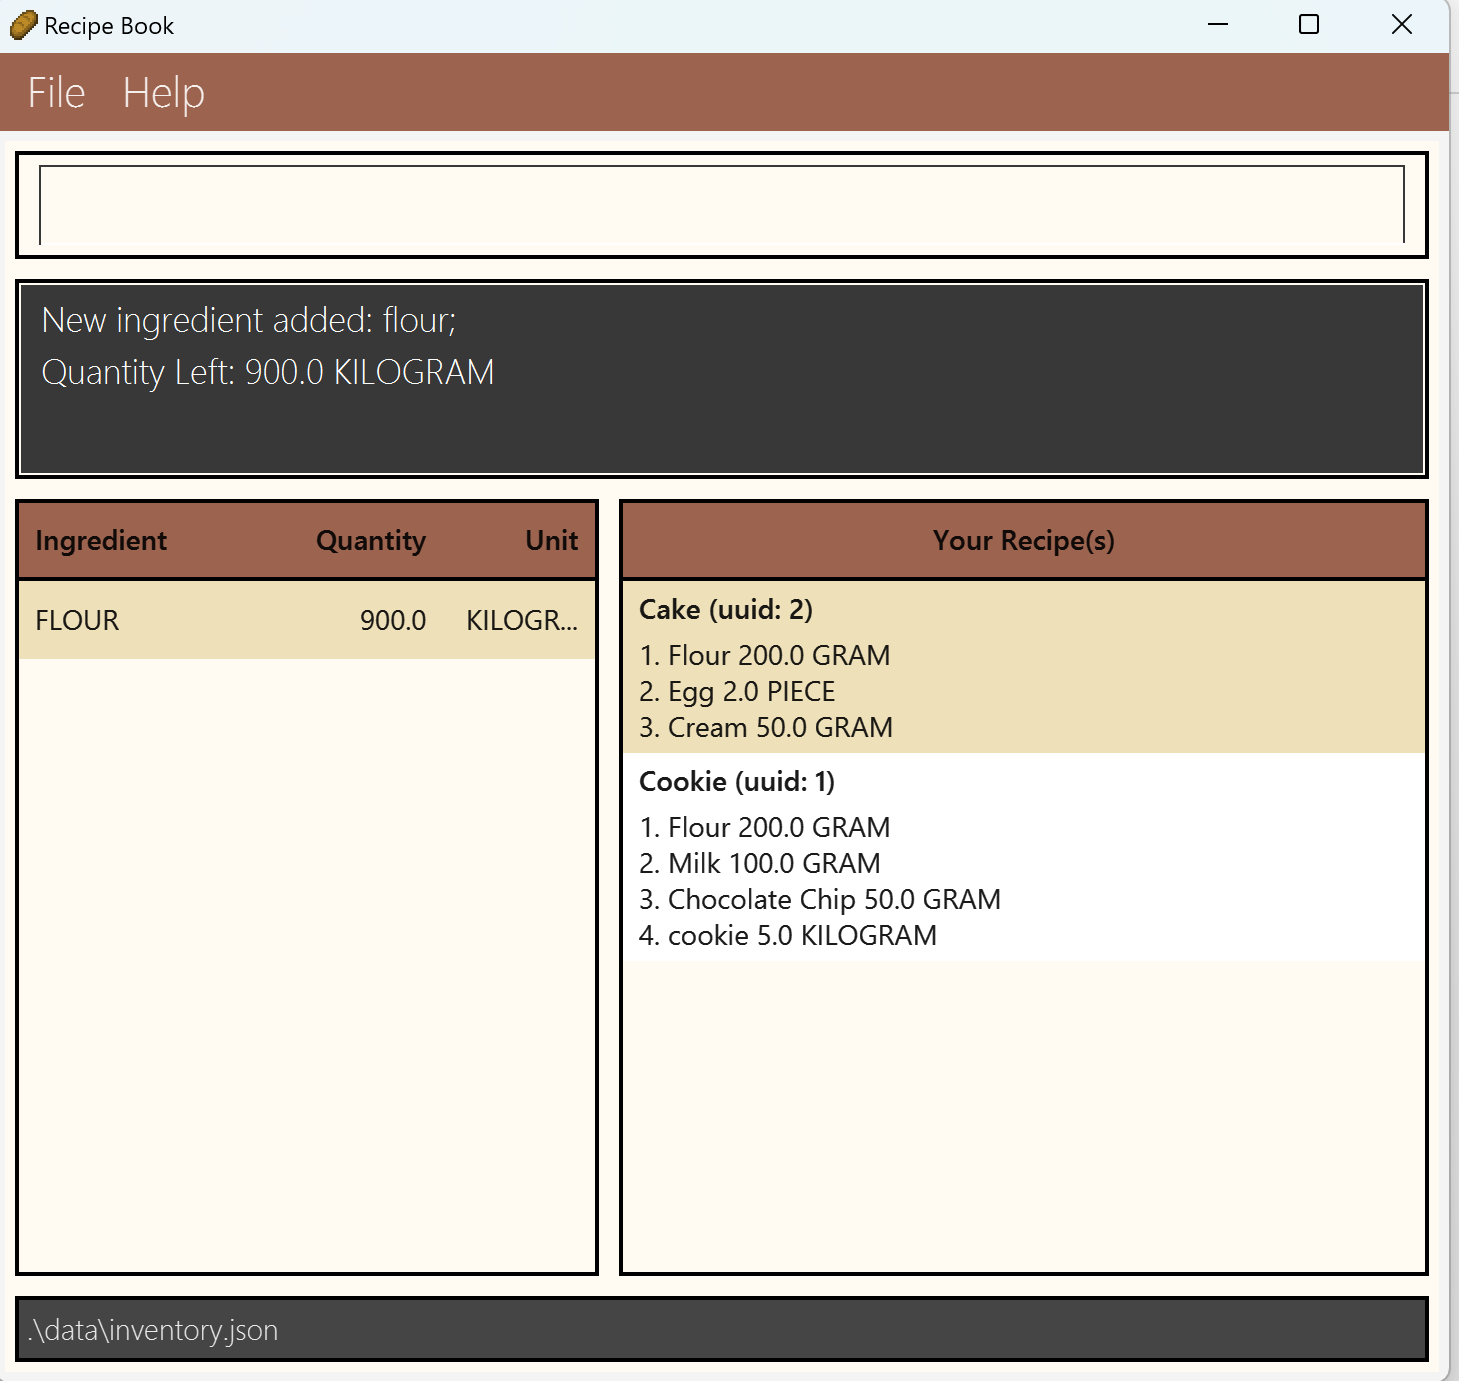 Recipe Book
File Help
New ingredient added: flour;
Quantity Left: 900.0 KILOGRAM
Ingredient Quantity Unit
FLOUR 900.0 KILOGR...
Your Recipe(s)
Cake (uuid: 2)
1. Flour 200.0 GRAM
2. Egg 2.0 PIECE
3. Cream 50.0 GRAM
Cookie (uuid: 1)
1. Flour 200.0 GRAM
2. Milk 100.0 GRAM
3. Chocolate Chip 50.0 GRAM
4. cookie 5.0 KILOGRAM
.\data\inventory.json